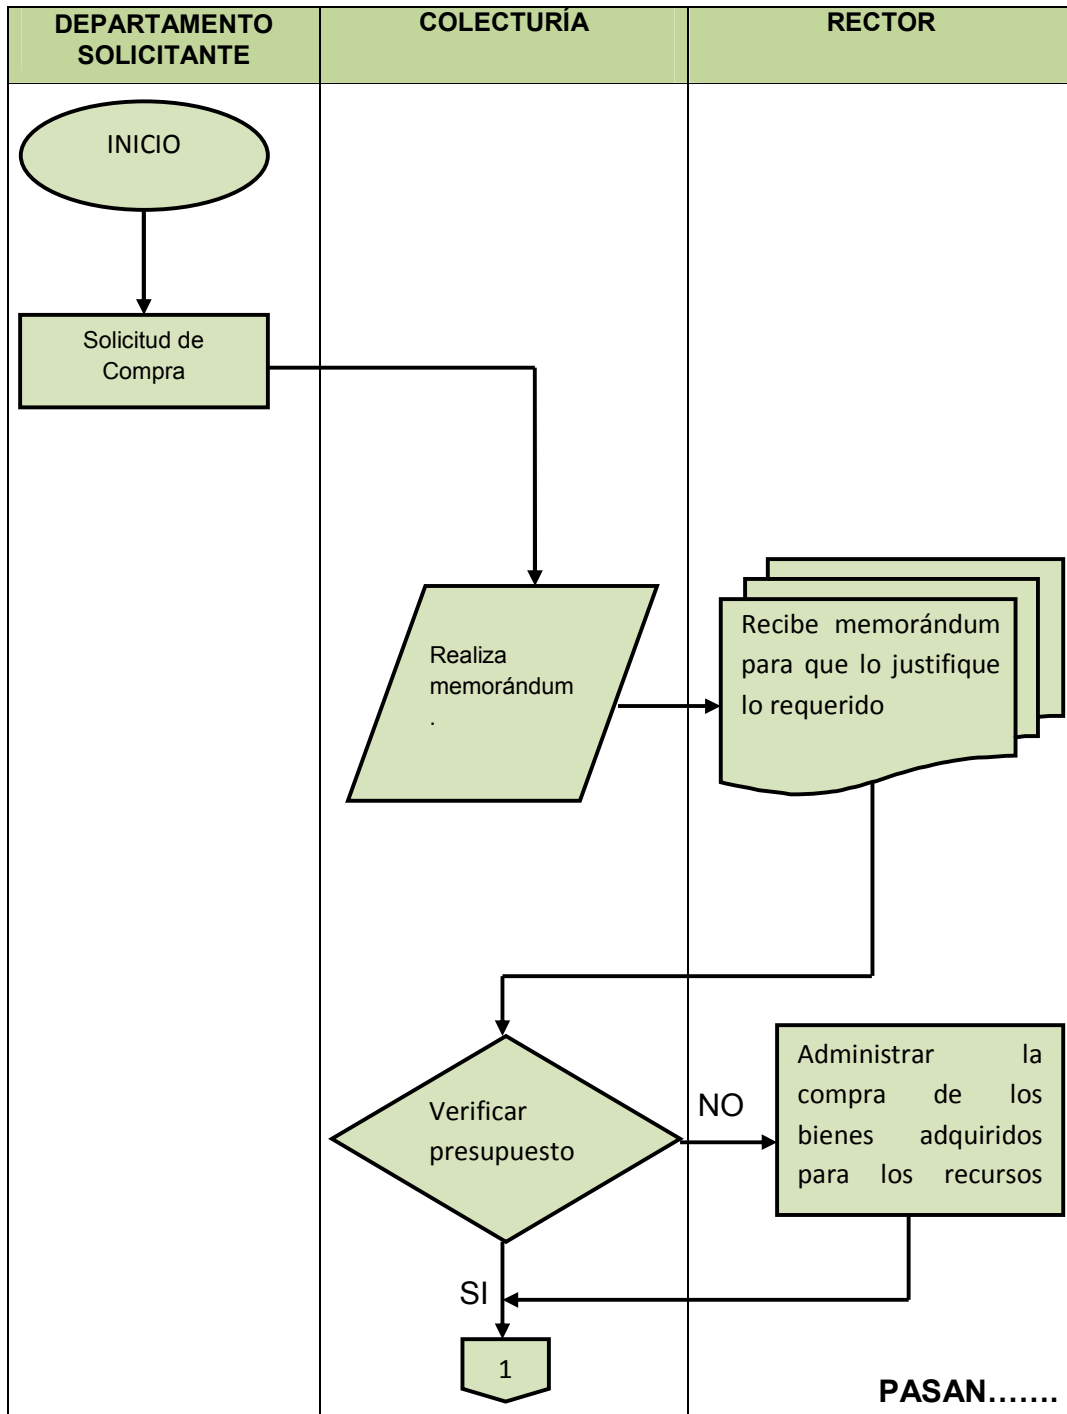 DEPARTAMENTO
SOLICITANTE
COLECTURÍA
RECTOR
INICIO
Solicitud de
Compra
Realiza
memorándum
.
Recibe memorándum
para que lo justifique
lo requerido
Verificar
presupuesto
NO
Administrar la
compra de los
bienes adquiridos
para los recursos
SI
1
PASAN.......